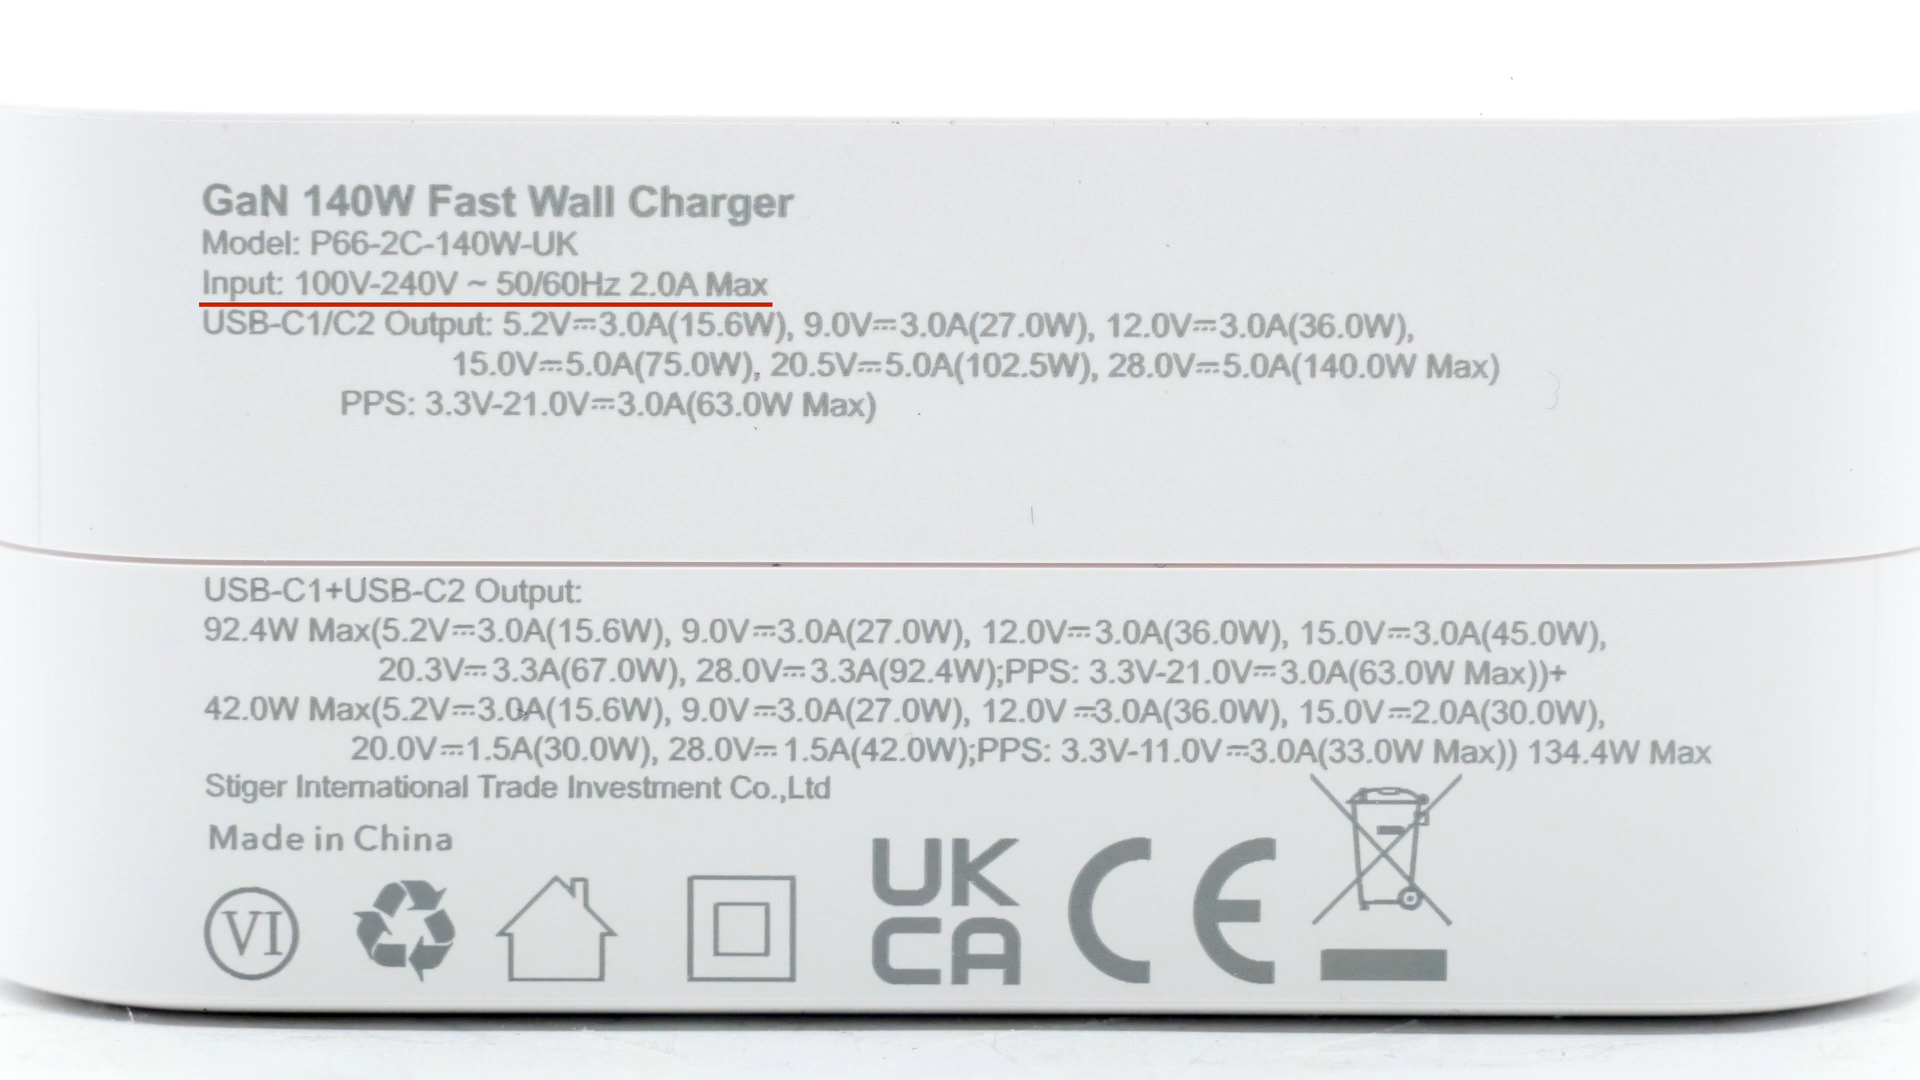 GaN 140W Fast Wall Charger
Model: P66-2C-140W-UK
Input: 100V-240V ~ 50/60Hz 2.0A Max
USB-C1/C2 Output: 5.2V⎓3.0A(15.6W), 9.0V⎓3.0A(27.0W), 12.0V⎓3.0A(36.0W),
15.0V⎓5.0A(75.0W), 20.5V⎓5.0A(102.5W), 28.0V⎓5.0A(140.0W Max)
PPS: 3.3V-21.0V⎓3.0A(63.0W Max)
USB-C1+USB-C2 Output:
92.4W Max(5.2V⎓3.0A(15.6W), 9.0V⎓3.0A(27.0W), 12.0V⎓3.0A(36.0W), 15.0V⎓3.0A(45.0W),
20.3V⎓3.3A(67.0W), 28.0V⎓3.3A(92.4W);PPS: 3.3V-21.0V⎓3.0A(63.0W Max))+
42.0W Max(5.2V⎓3.0A(15.6W), 9.0V⎓3.0A(27.0W), 12.0V⎓3.0A(36.0W), 15.0V⎓2.0A(30.0W),
20.0V⎓1.5A(30.0W), 28.0V⎓1.5A(42.0W);PPS: 3.3V-11.0V⎓3.0A(33.0W Max)) 134.4W Max
Stiger International Trade Investment Co.,Ltd
Made in China
VI
UK
CA
CE